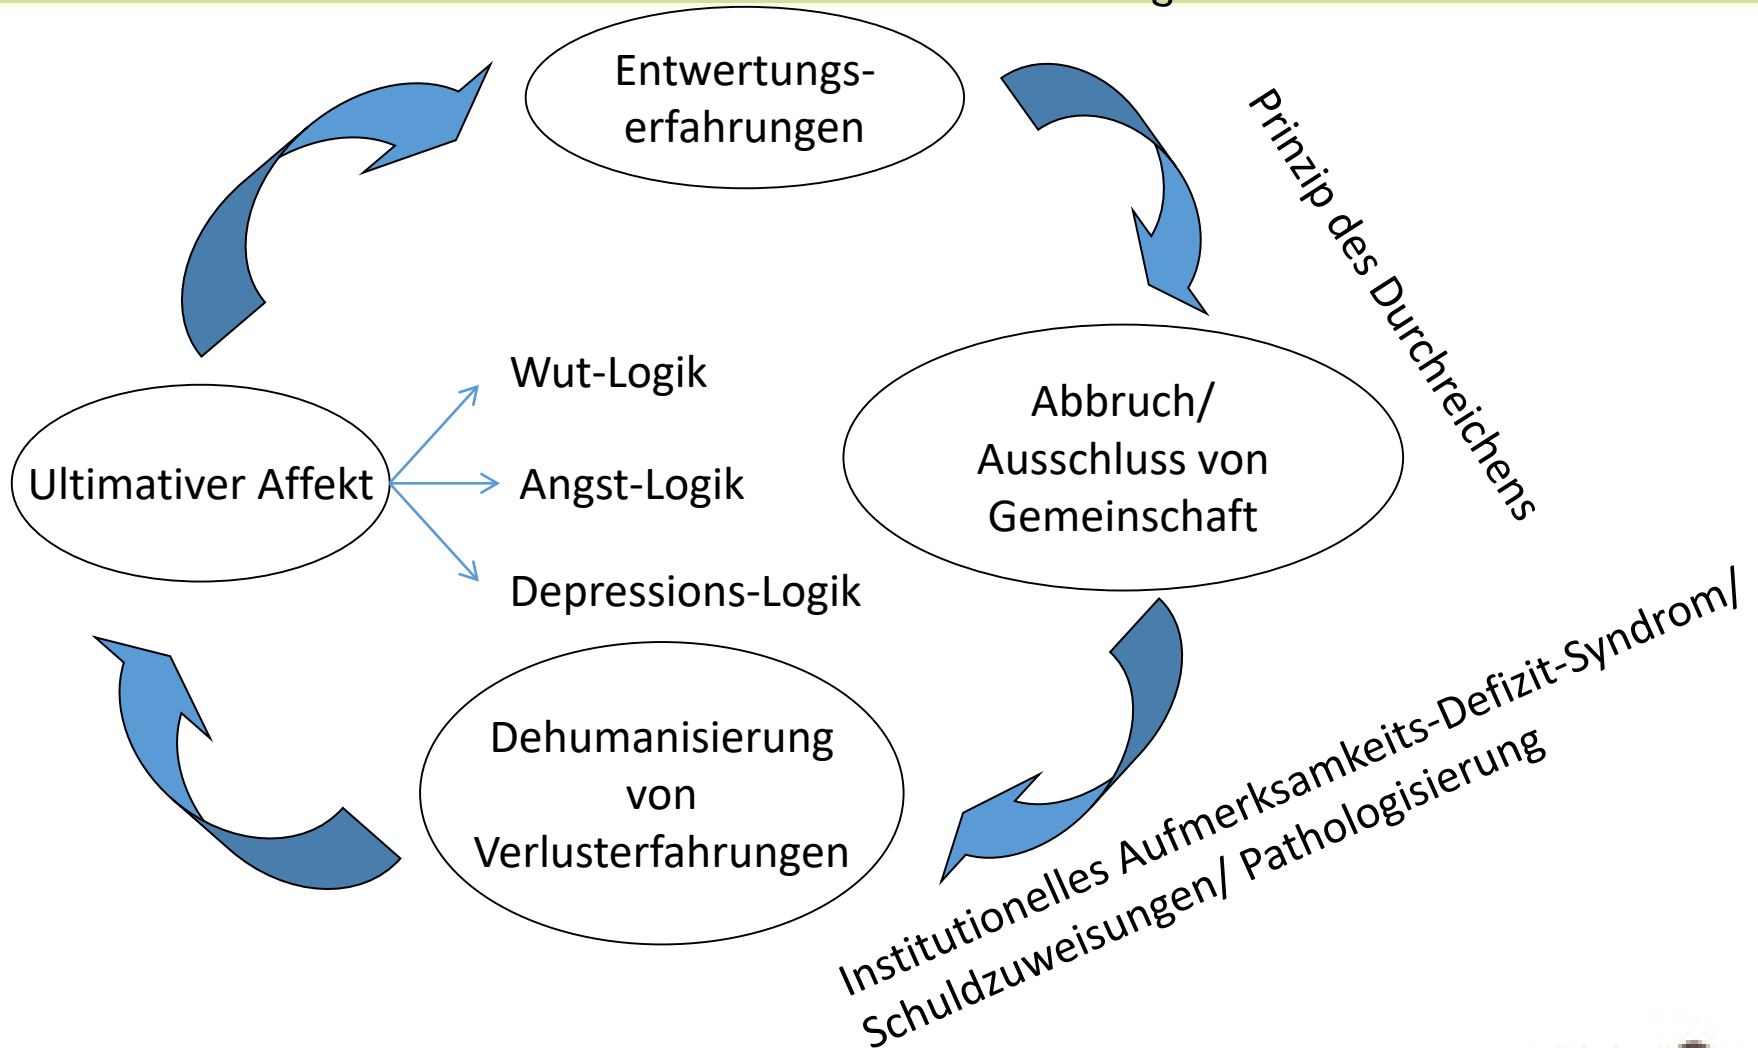 Entwertungs-
erfahrungen
Prinzip des Durchreichens
Wut-Logik
Abbruch/
Ausschluss von
Gemeinschaft
Ultimativer Affekt
Angst-Logik
Depressions-Logik
Dehumanisierung
von
Verlusterfahrungen
Institutionelles Aufmerksamkeits-Defizit-Syndrom/
Schuldzuweisungen/ Pathologisierung